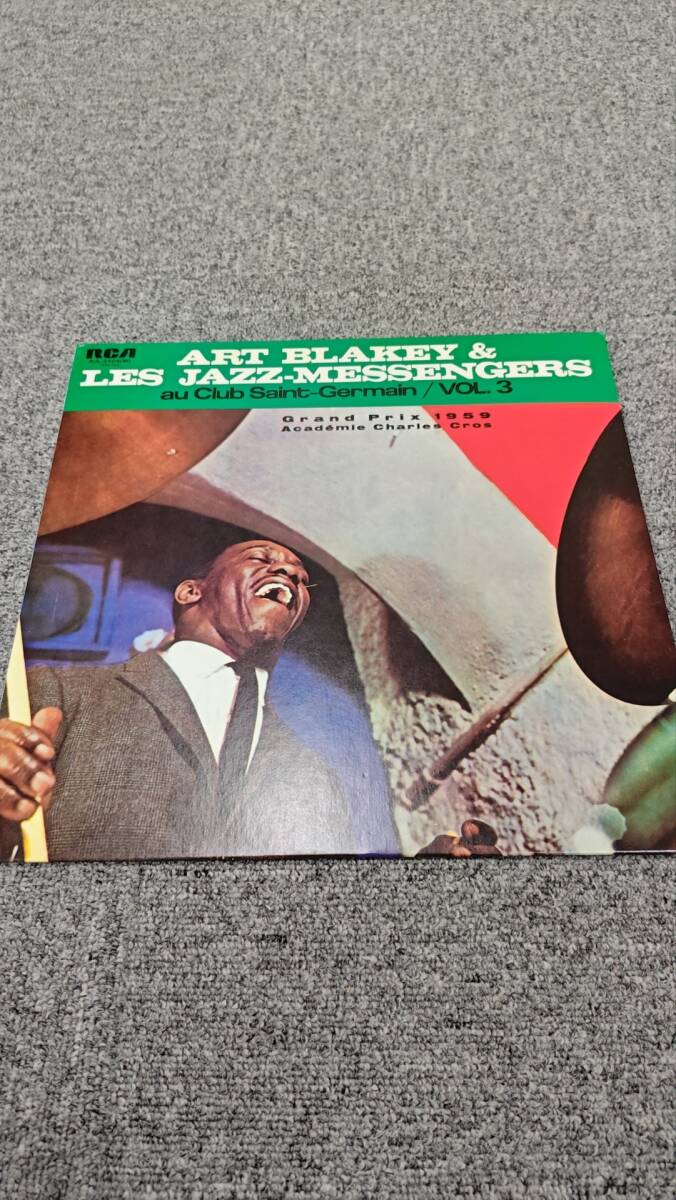 RCA
ART BLAKEY &
LES JAZZ-MESSENGERS
au Club Saint-Germain / VOL. 3
Grand Prix 1959
Académie Charles Cros